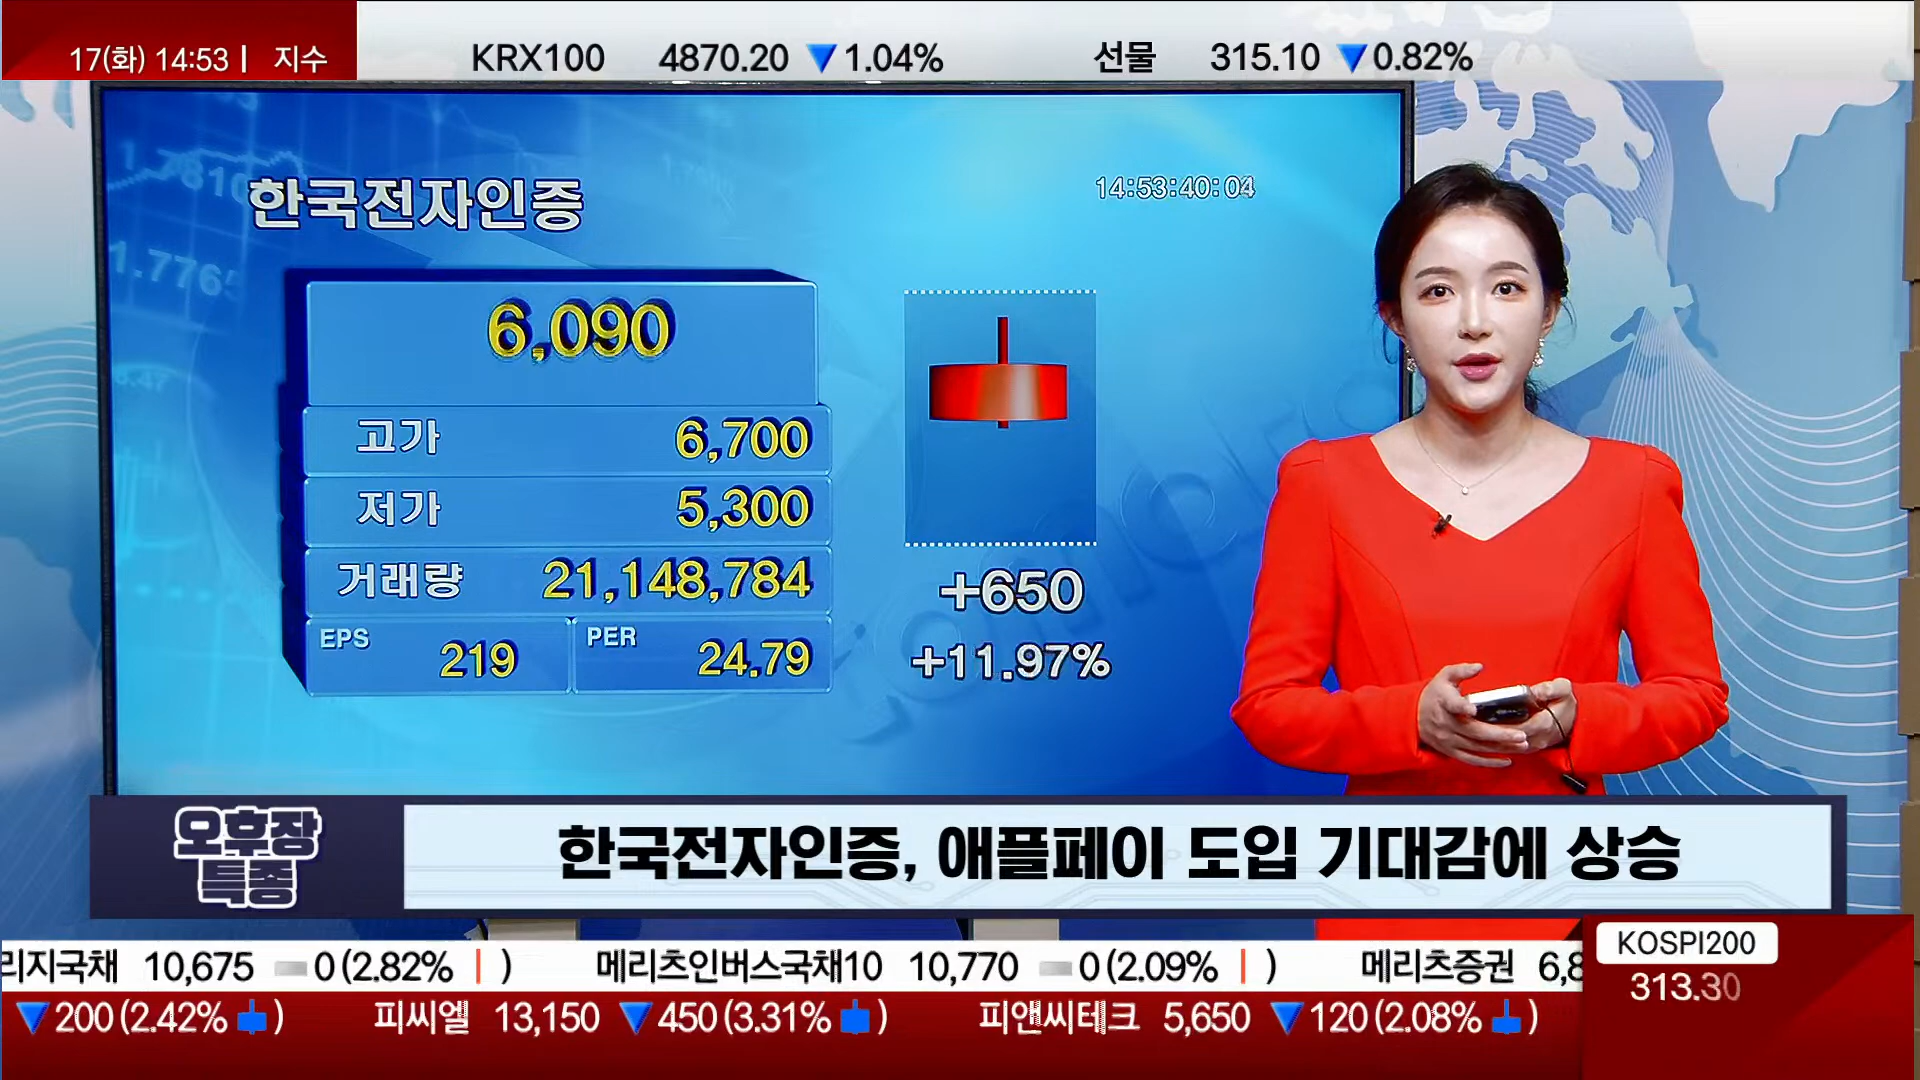 17(화) 14:53 | 지수 KRX100 4870.20 ▼1.04% 선물 315.10 ▼0.82%
한국전자인증
14:53:40:04
6,090
고가 6,700
저가 5,300
거래량 21,148,784
EPS 219 PER 24.79
+650
+11.97%
오후장
특종
한국전자인증, 애플페이 도입 기대감에 상승
리지국채 10,675 0(2.82% ) 메리츠인버스국채10 10,770 0(2.09% ) 메리츠증권 6,8
KOSPI200
313.30
▼200(2.42% ) 피씨엘 13,150 ▼450(3.31% ) 피앤씨테크 5,650 ▼120(2.08% )